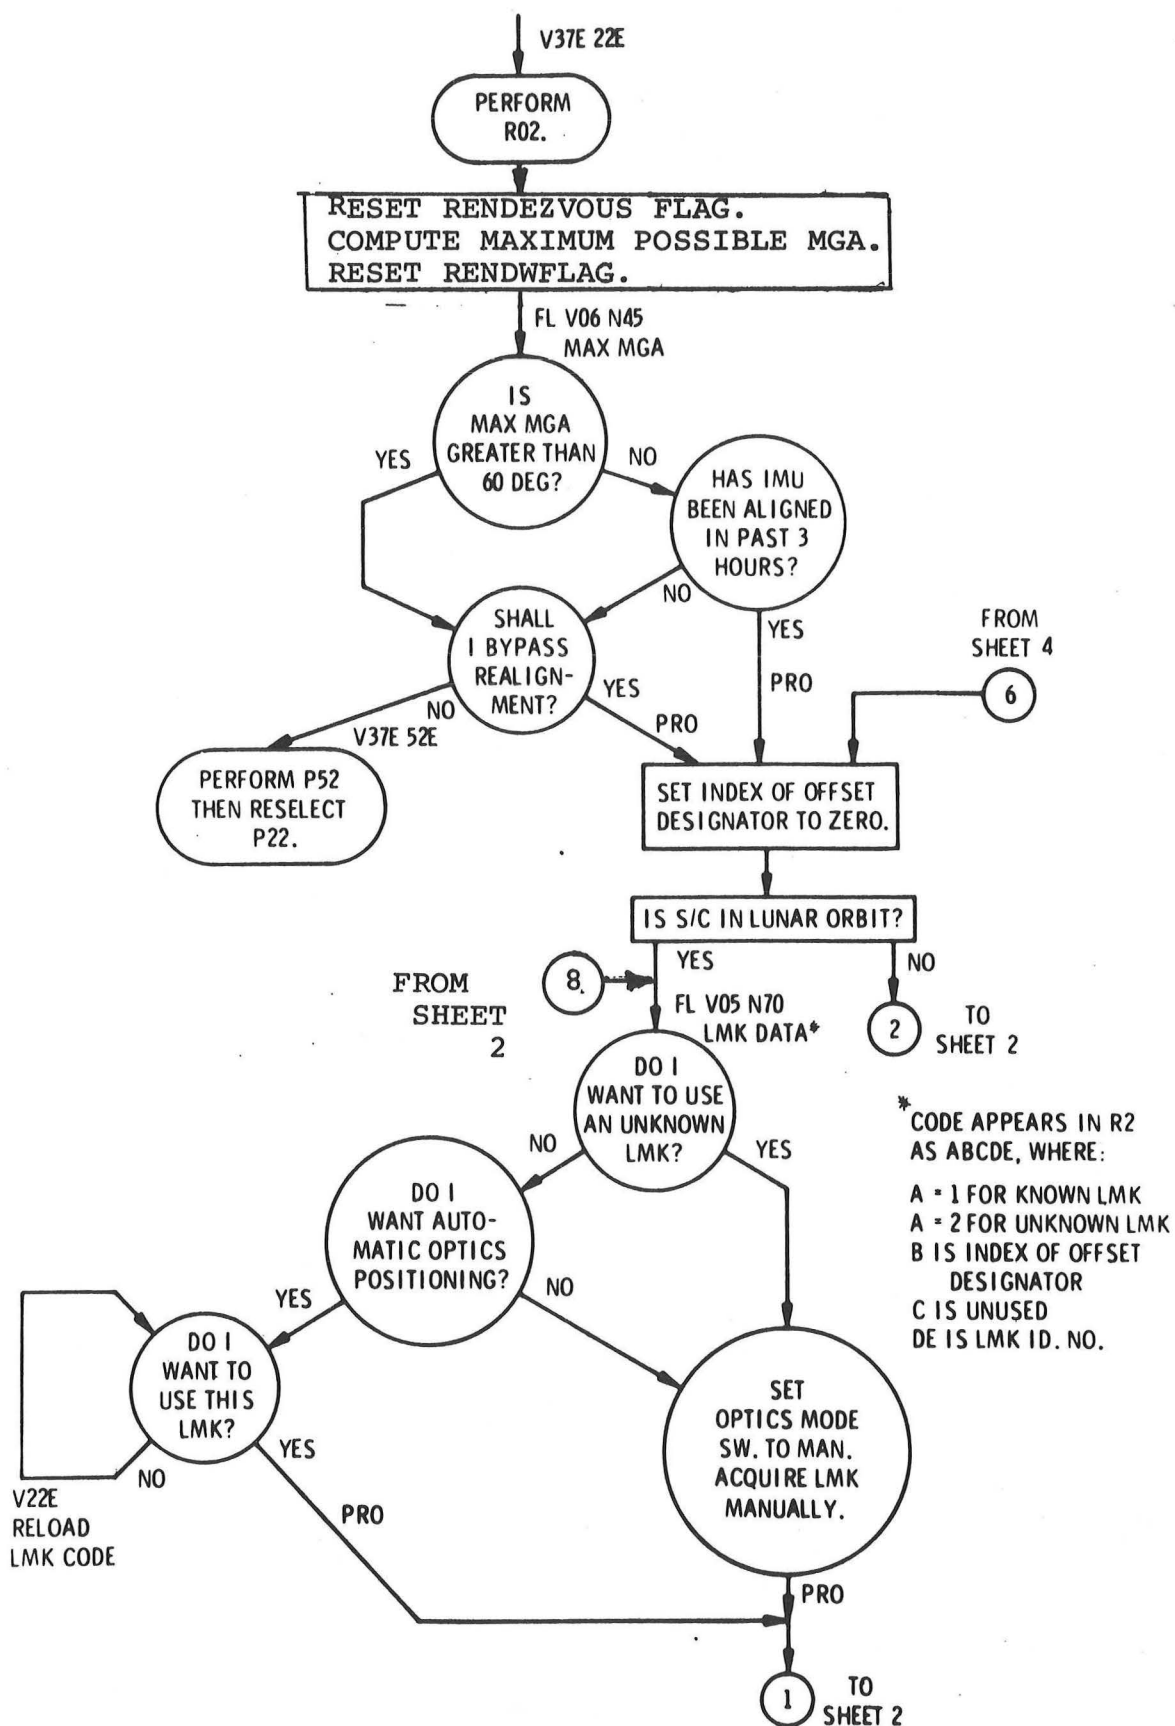 V37E 22E
PERFORM
R02.
RESET RENDEZVOUS FLAG.
COMPUTE MAXIMUM POSSIBLE MGA.
RESET RENDWFLAG.
FL V06 N45
MAX MGA
IS
MAX MGA
GREATER THAN
60 DEG?
YES
NO
HAS IMU
BEEN ALIGNED
IN PAST 3
HOURS?
NO
YES
PRO
SHALL
I BYPASS
REALIGN-
MENT?
YES
PRO
NO
V37E 52E
PERFORM P52
THEN RESELECT
P22.
FROM
SHEET 4
6
SET INDEX OF OFFSET
DESIGNATOR TO ZERO.
IS S/C IN LUNAR ORBIT?
YES
NO
FROM
SHEET
2
8.
FL V05 N70
LMK DATA*
2
TO
SHEET 2
DO I
WANT TO USE
AN UNKNOWN
LMK?
NO
YES
*
CODE APPEARS IN R2
AS ABCDE, WHERE:
A = 1 FOR KNOWN LMK
A = 2 FOR UNKNOWN LMK
B IS INDEX OF OFFSET
DESIGNATOR
C IS UNUSED
DE IS LMK ID. NO.
DO I
WANT AUTO-
MATIC OPTICS
POSITIONING?
YES
NO
DO I
WANT TO
USE THIS
LMK?
NO
YES
PRO
V22E
RELOAD
LMK CODE
SET
OPTICS MODE
SW. TO MAN.
ACQUIRE LMK
MANUALLY.
PRO
1
TO
SHEET 2